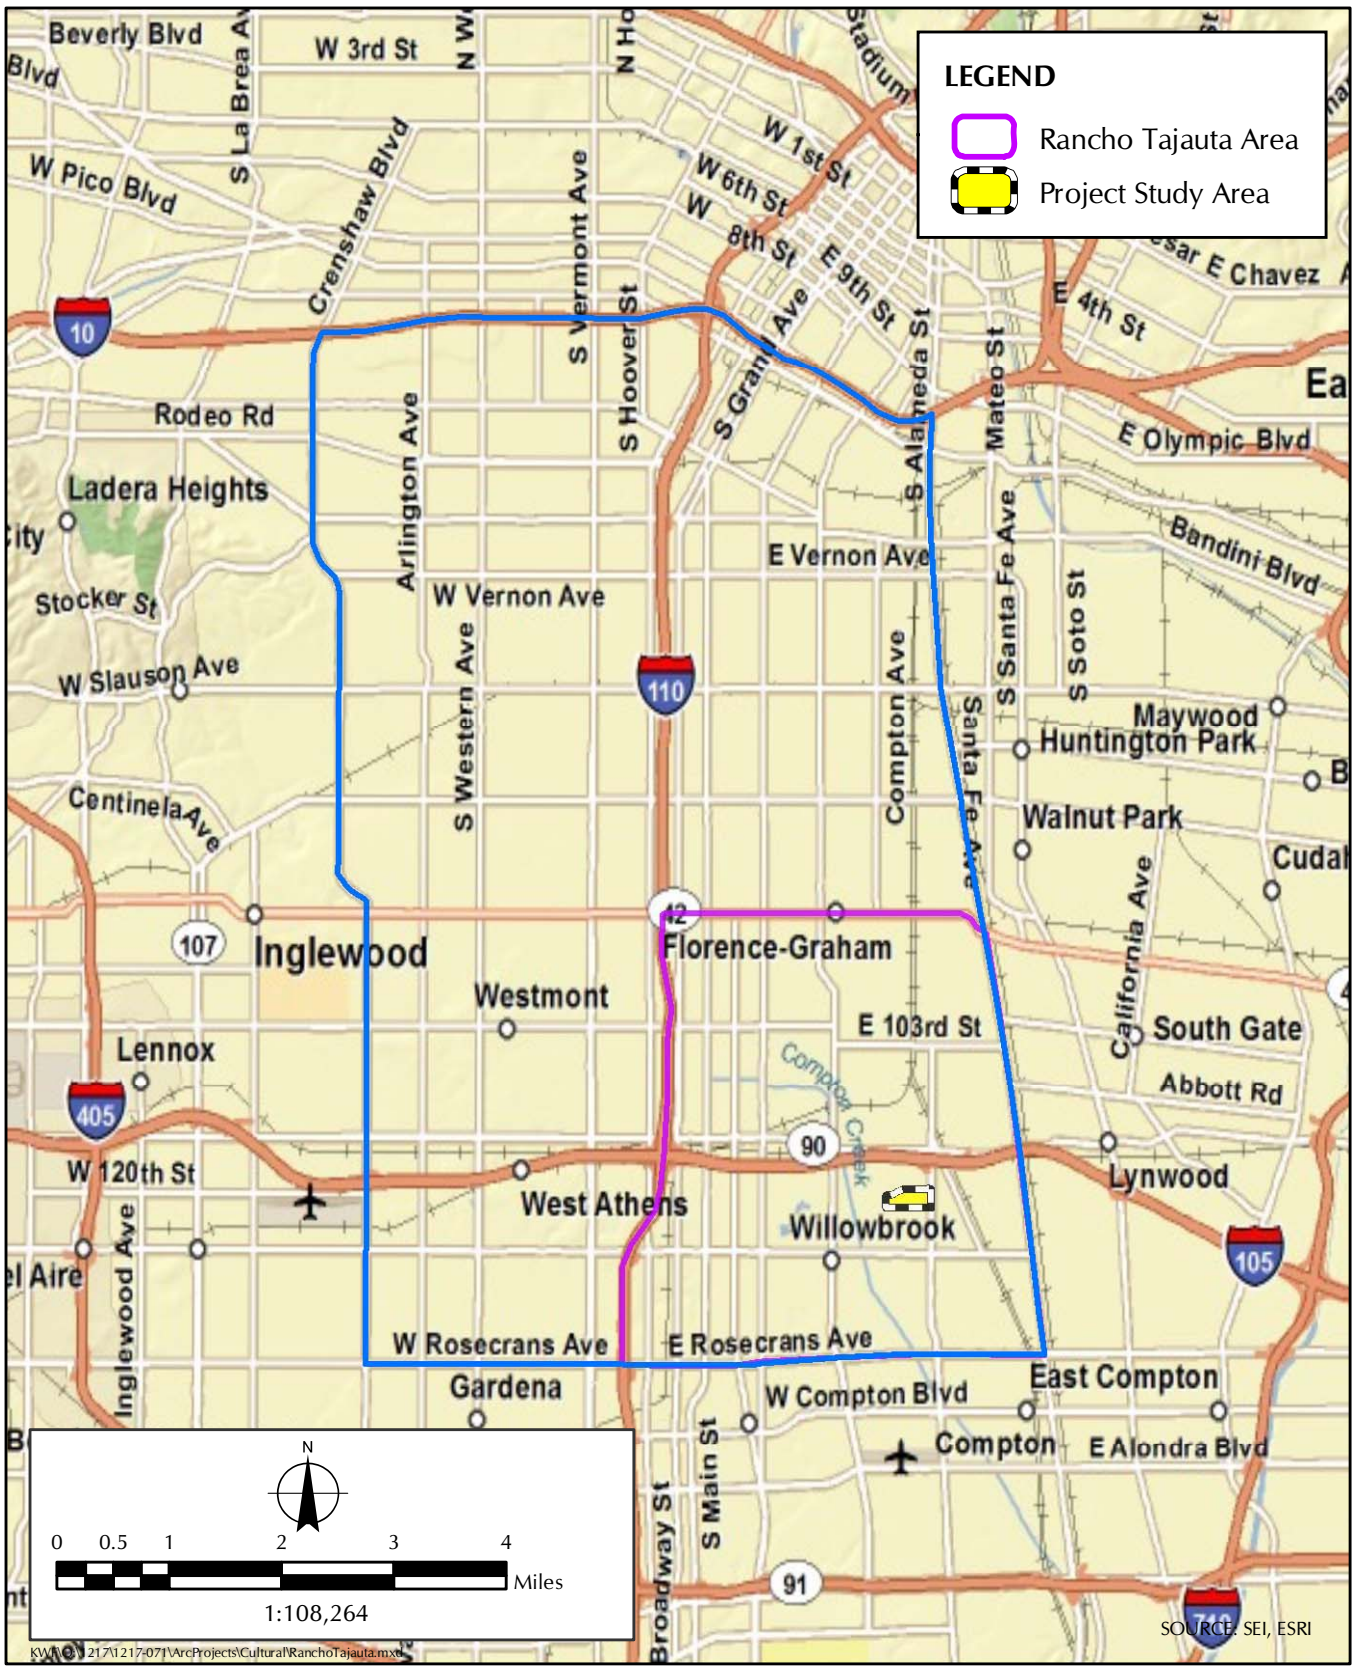 Beverly Blvd
W 3rd St
S La Brea Av
N We
N Ho
Stadium
St
Blvd
LEGEND
Rancho Tajauta Area
Project Study Area
W Pico Blvd
Crenshaw Blvd
S Vermont Ave
W 1st St
W 6th St
W
8th St
E 9th St
esar E Chavez A
E 4th St
10
S Hoover St
S Grand Ave
S Alameda St
Mateo St
Ea
Rodeo Rd
Arlington Ave
E Olympic Blvd
Ladera Heights
City
S Santa Fe Ave
Bandini Blvd
E Vernon Ave
Stocker St
W Vernon Ave
S Soto St
S Western Ave
Compton Ave
W Slauson Ave
110
Santa Fe Ave
Maywood
Huntington Park
B
Centinela Ave
Walnut Park
Cudah
California Ave
42
107
Inglewood
Florence-Graham
4
Westmont
E 103rd St
South Gate
Lennox
Compton Creek
Abbott Rd
405
90
W 120th St
Lynwood
West Athens
Willowbrook
Inglewood Ave
el Aire
105
W Rosecrans Ave
E Rosecrans Ave
Gardena
East Compton
W Compton Blvd
Compton
E Alondra Blvd
S Main St
Broadway St
N
0 0.5 1 2 3 4
Miles
1:108,264
91
710
SOURCE: SEI, ESRI